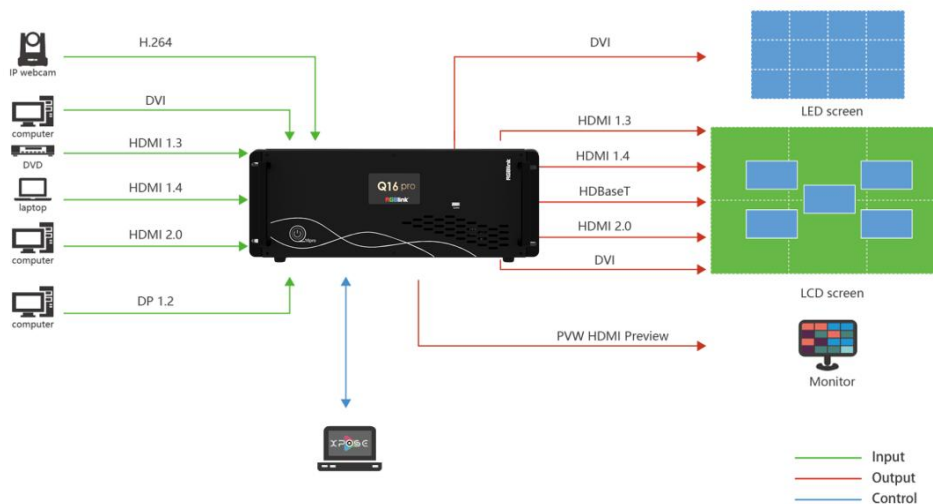 H.264
IP webcam
DVI
computer
HDMI 1.3
DVD
HDMI 1.4
laptop
HDMI 2.0
computer
DP 1.2
computer
Q16 pro
RGBlink
RGBlink
XPOSE
DVI
LED screen
HDMI 1.3
HDMI 1.4
HDBaseT
HDMI 2.0
DVI
LCD screen
PVW HDMI Preview
Monitor
Input
Output
Control